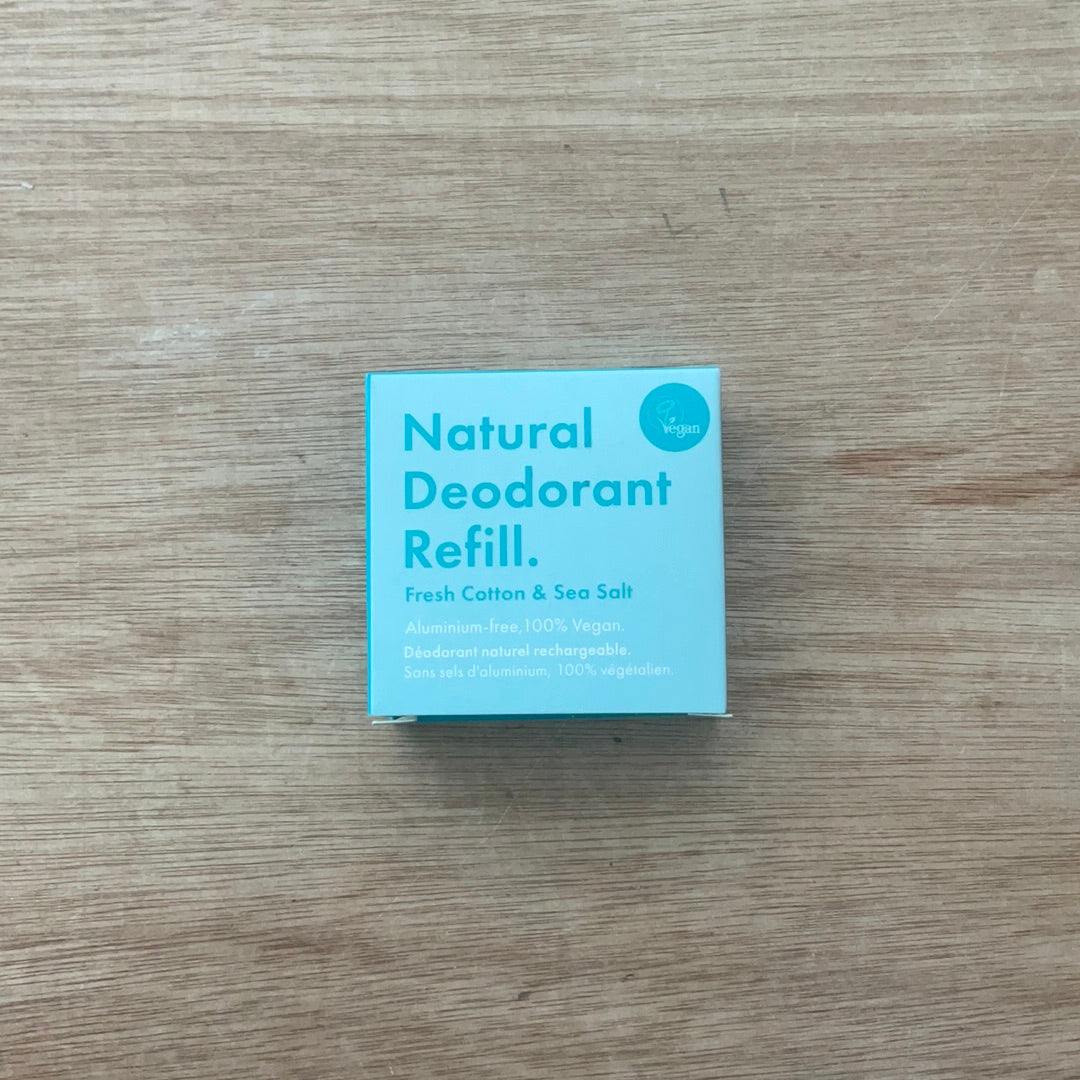 Natural
Deodorant
Refill.
Fresh Cotton & Sea Salt
Aluminium-free,100% Vegan.
Déodorant naturel rechargeable.
Sans sels d'aluminium, 100% végétalien.
Vegan